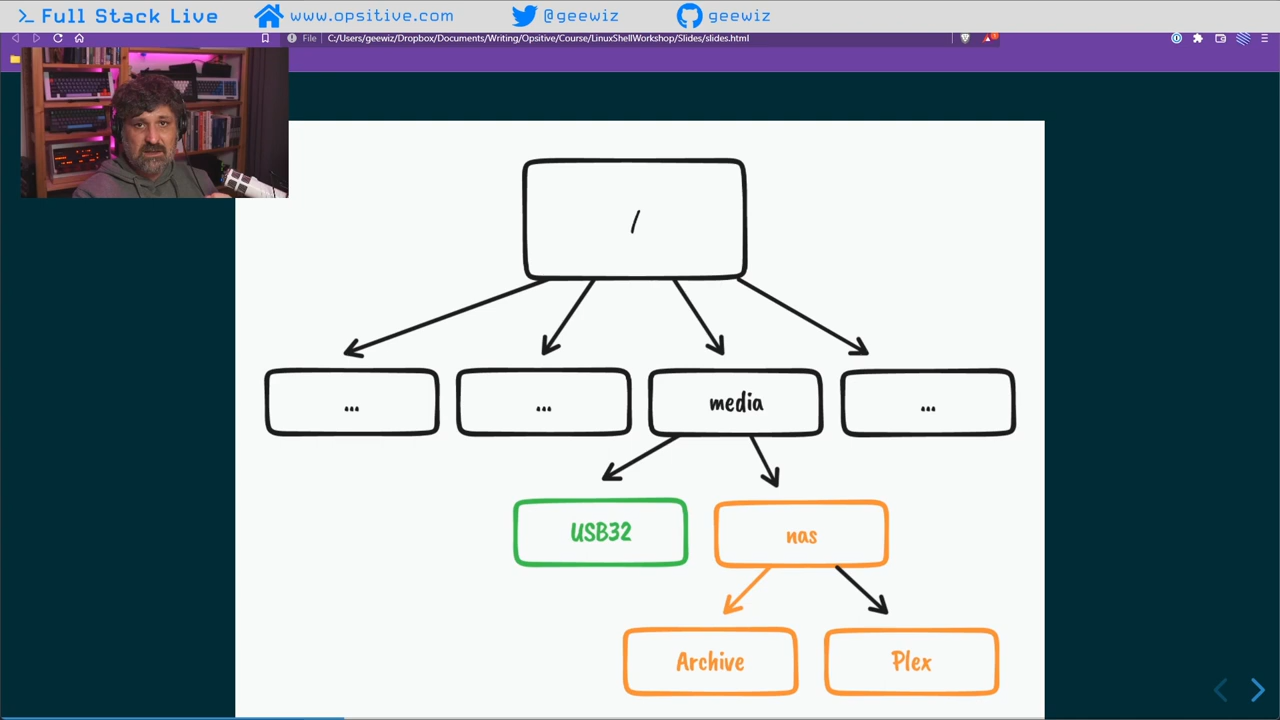 >_ Full Stack Live
www.opsitive.com
@geewiz
geewiz
File C:/Users/geewiz/Dropbox/Documents/Writing/Opsitive/Course/LinuxShellWorkshop/Slides/slides.html
/
...
...
media
...
USB32
nas
Archive
Plex